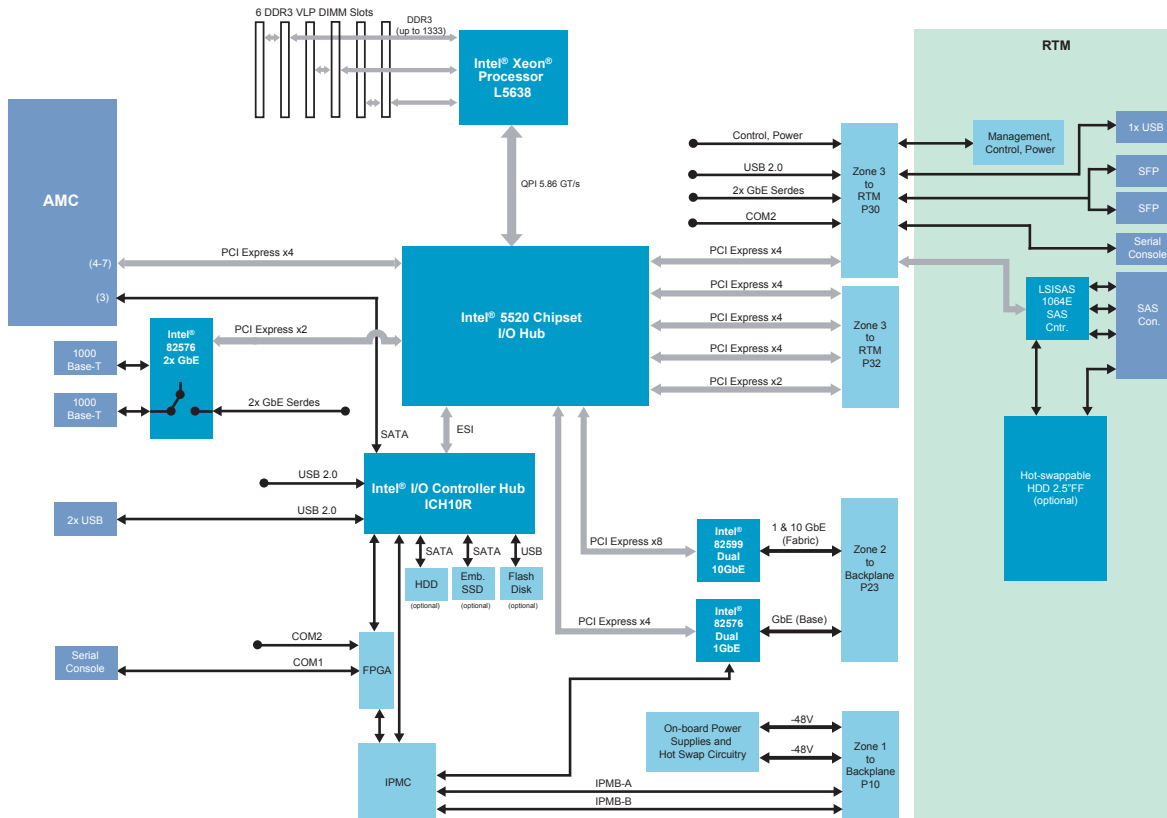 6 DDR3 VLP DIMM Slots
DDR3
(up to 1333)
Intel® Xeon®
Processor
L5638
QPI 5.86 GT/s
RTM
AMC
(4-7)
(3)
PCI Express x4
Intel®
82576
2x GbE
PCI Express x2
1000
Base-T
1000
Base-T
2x GbE Serdes
SATA
ESI
Intel® 5520 Chipset
I/O Hub
Control, Power
USB 2.0
2x GbE Serdes
COM2
PCI Express x4
PCI Express x4
PCI Express x4
PCI Express x4
PCI Express x2
Zone 3
to
RTM
P30
Zone 3
to
RTM
P32
Management,
Control, Power
1x USB
SFP
SFP
Serial
Console
LSISAS
1064E
SAS
Cntr.
SAS
Con.
Hot-swappable
HDD 2.5"FF
(optional)
USB 2.0
Intel® I/O Controller Hub
ICH10R
2x USB
USB 2.0
SATA
SATA
USB
HDD
(optional)
Emb.
SSD
(optional)
Flash
Disk
(optional)
PCI Express x8
Intel®
82599
Dual
10GbE
1 & 10 GbE
(Fabric)
Zone 2
to
Backplane
P23
PCI Express x4
Intel®
82576
Dual
1GbE
GbE (Base)
COM2
COM1
Serial
Console
FPGA
On-board Power
Supplies and
Hot Swap Circuitry
-48V
-48V
Zone 1
to
Backplane
P10
IPMC
IPMB-A
IPMB-B